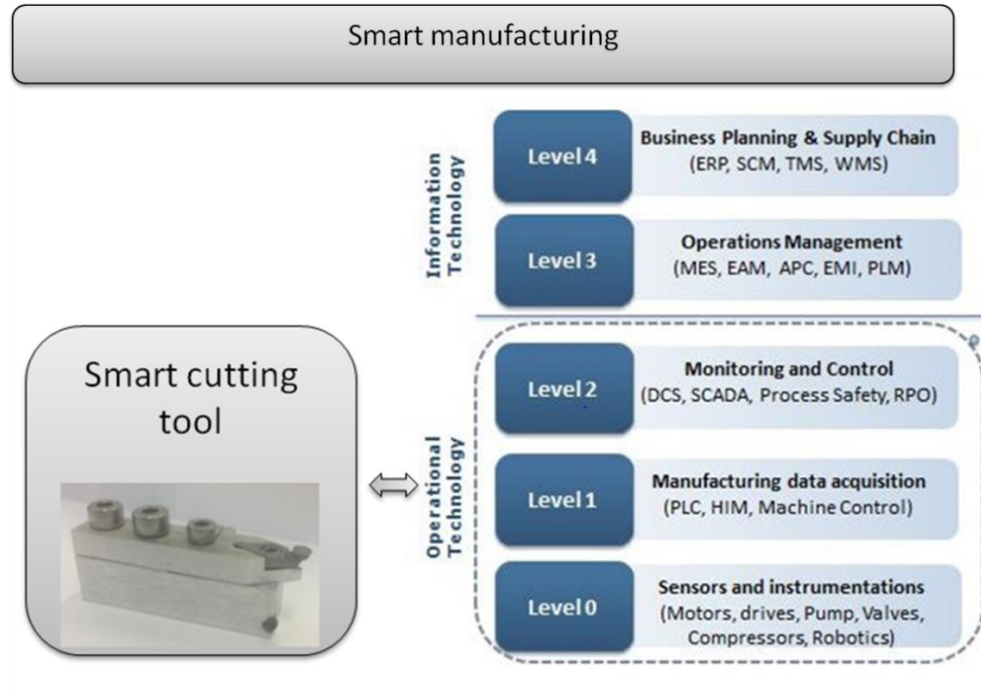 Smart manufacturing
Information
Technology
Level 4
Business Planning & Supply Chain
(ERP, SCM, TMS, WMS)
Level 3
Operations Management
(MES, EAM, APC, EMI, PLM)
Smart cutting
tool
Operational
Technology
Level 2
Monitoring and Control
(DCS, SCADA, Process Safety, RPO)
Level 1
Manufacturing data acquisition
(PLC, HIM, Machine Control)
Level 0
Sensors and instrumentations
(Motors, drives, Pump, Valves,
Compressors, Robotics)